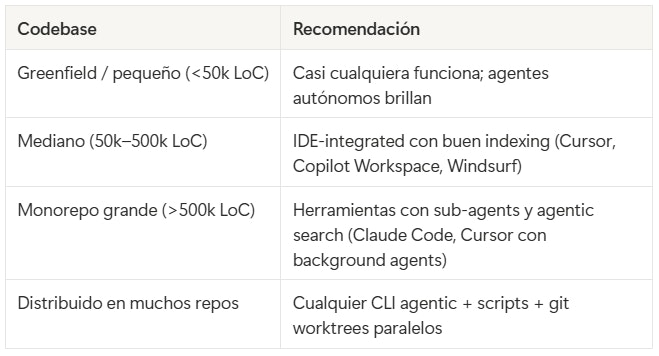 Codebase
Recomendación
Greenfield / pequeño (<50k LoC)
Casi cualquiera funciona; agentes
autónomos brillan
Mediano (50k–500k LoC)
IDE-integrated con buen indexing (Cursor,
Copilot Workspace, Windsurf)
Monorepo grande (>500k LoC)
Herramientas con sub-agents y agentic
search (Claude Code, Cursor con
background agents)
Distribuido en muchos repos
Cualquier CLI agentic + scripts + git
worktrees paralelos